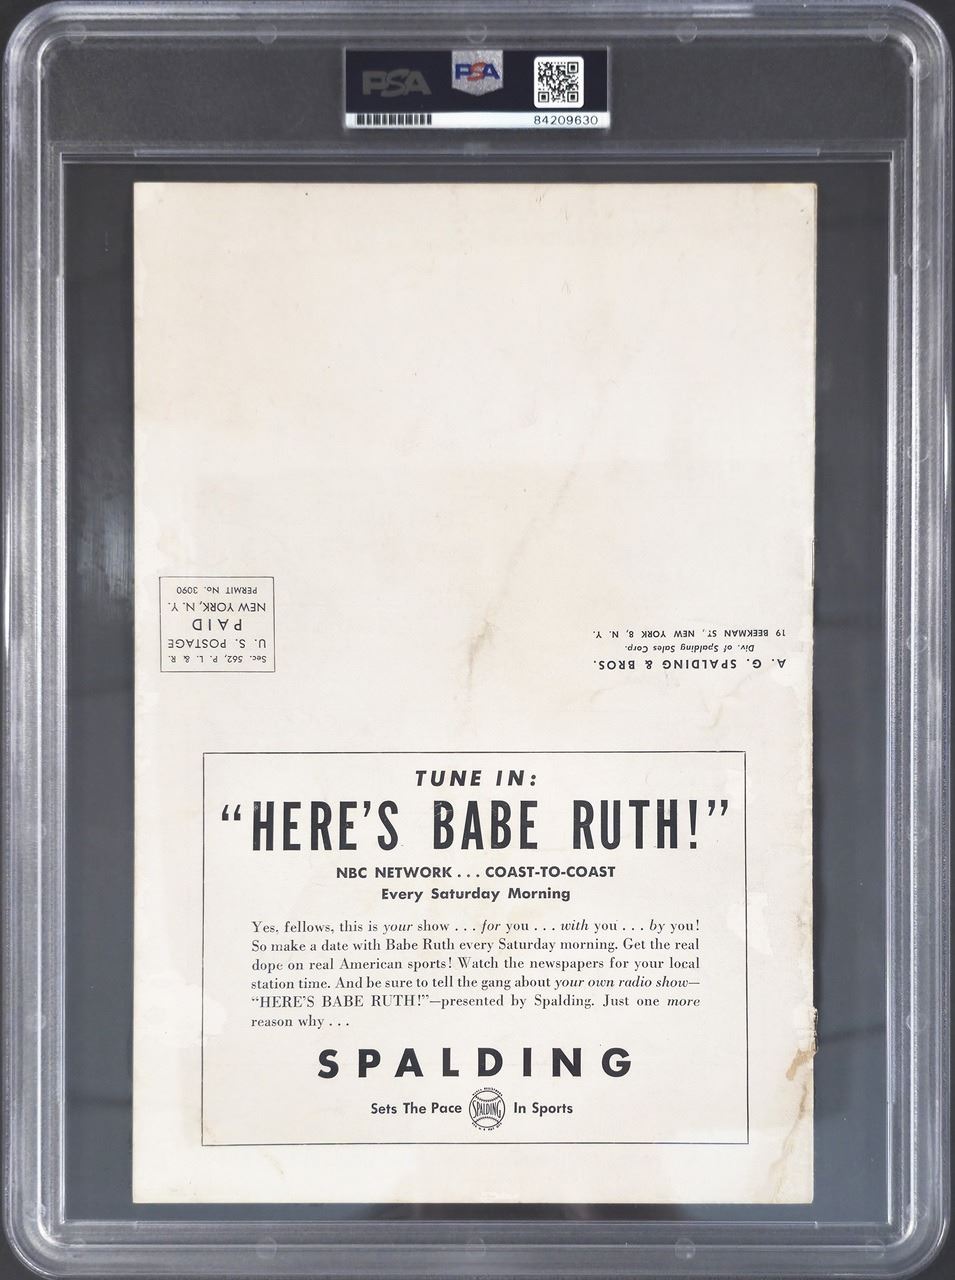 PSA
PSA
84209630
PERMIT No. 3090
NEW YORK, N. Y.
PAID
U. S. POSTAGE
Sec. 562, P. L. & R.
19 BEEKMAN ST., NEW YORK 8, N. Y.
Div. of Spalding Sales Corp.
A. G. SPALDING & BROS.
TUNE IN:
“HERE’S BABE RUTH!”
NBC NETWORK . . . COAST-TO-COAST
Every Saturday Morning
Yes, fellows, this is your show . . . for you . . . with you . . . by you!
So make a date with Babe Ruth every Saturday morning. Get the real
dope on real American sports! Watch the newspapers for your local
station time. And be sure to tell the gang about your own radio show—
“HERE’S BABE RUTH!”—presented by Spalding. Just one more
reason why . . .
SPALDING
Sets The Pace SPALDING In Sports